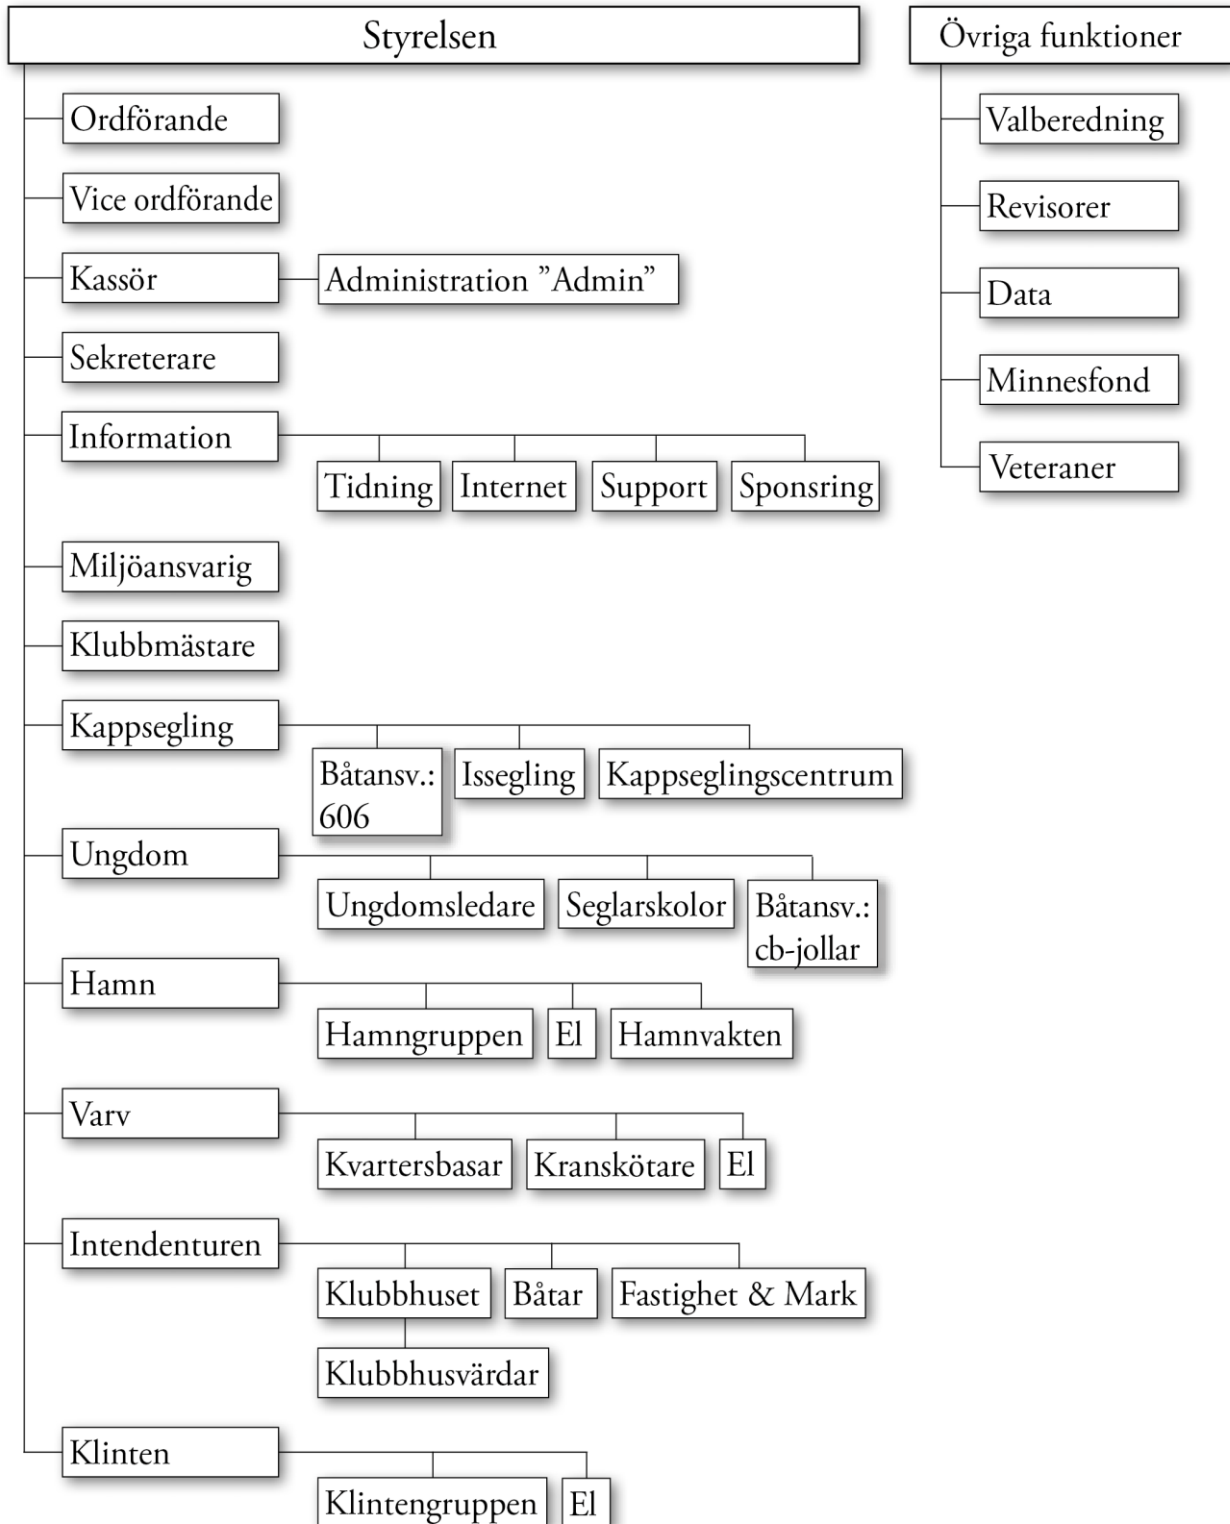 Styrelsen
Ordförande
Vice ordförande
Kassör
Administration ”Admin”
Sekreterare
Information
Tidning
Internet
Support
Sponsring
Miljöansvarig
Klubbmästare
Kappsegling
Båtansv.:
606
Issegling
Kappseglingscentrum
Ungdom
Ungdomsledare
Seglarskolor
Båtansv.:
cb-jollar
Hamn
Hamngruppen
El
Hamnvakten
Varv
Kvartersbasar
Kranskötare
El
Intendenturen
Klubbhuset
Båtar
Fastighet & Mark
Klubbhusvärdar
Klinten
Klintengruppen
El
Övriga funktioner
Valberedning
Revisorer
Data
Minnesfond
Veteraner